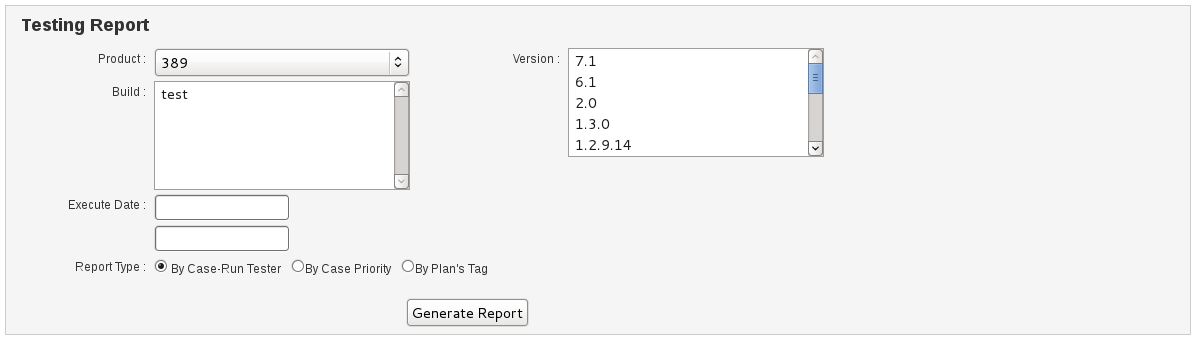 Testing Report
Product : 389
Version : 7.1
6.1
2.0
1.3.0
1.2.9.14
Build : test
Execute Date :
Report Type : By Case-Run Tester By Case Priority By Plan's Tag
Generate Report